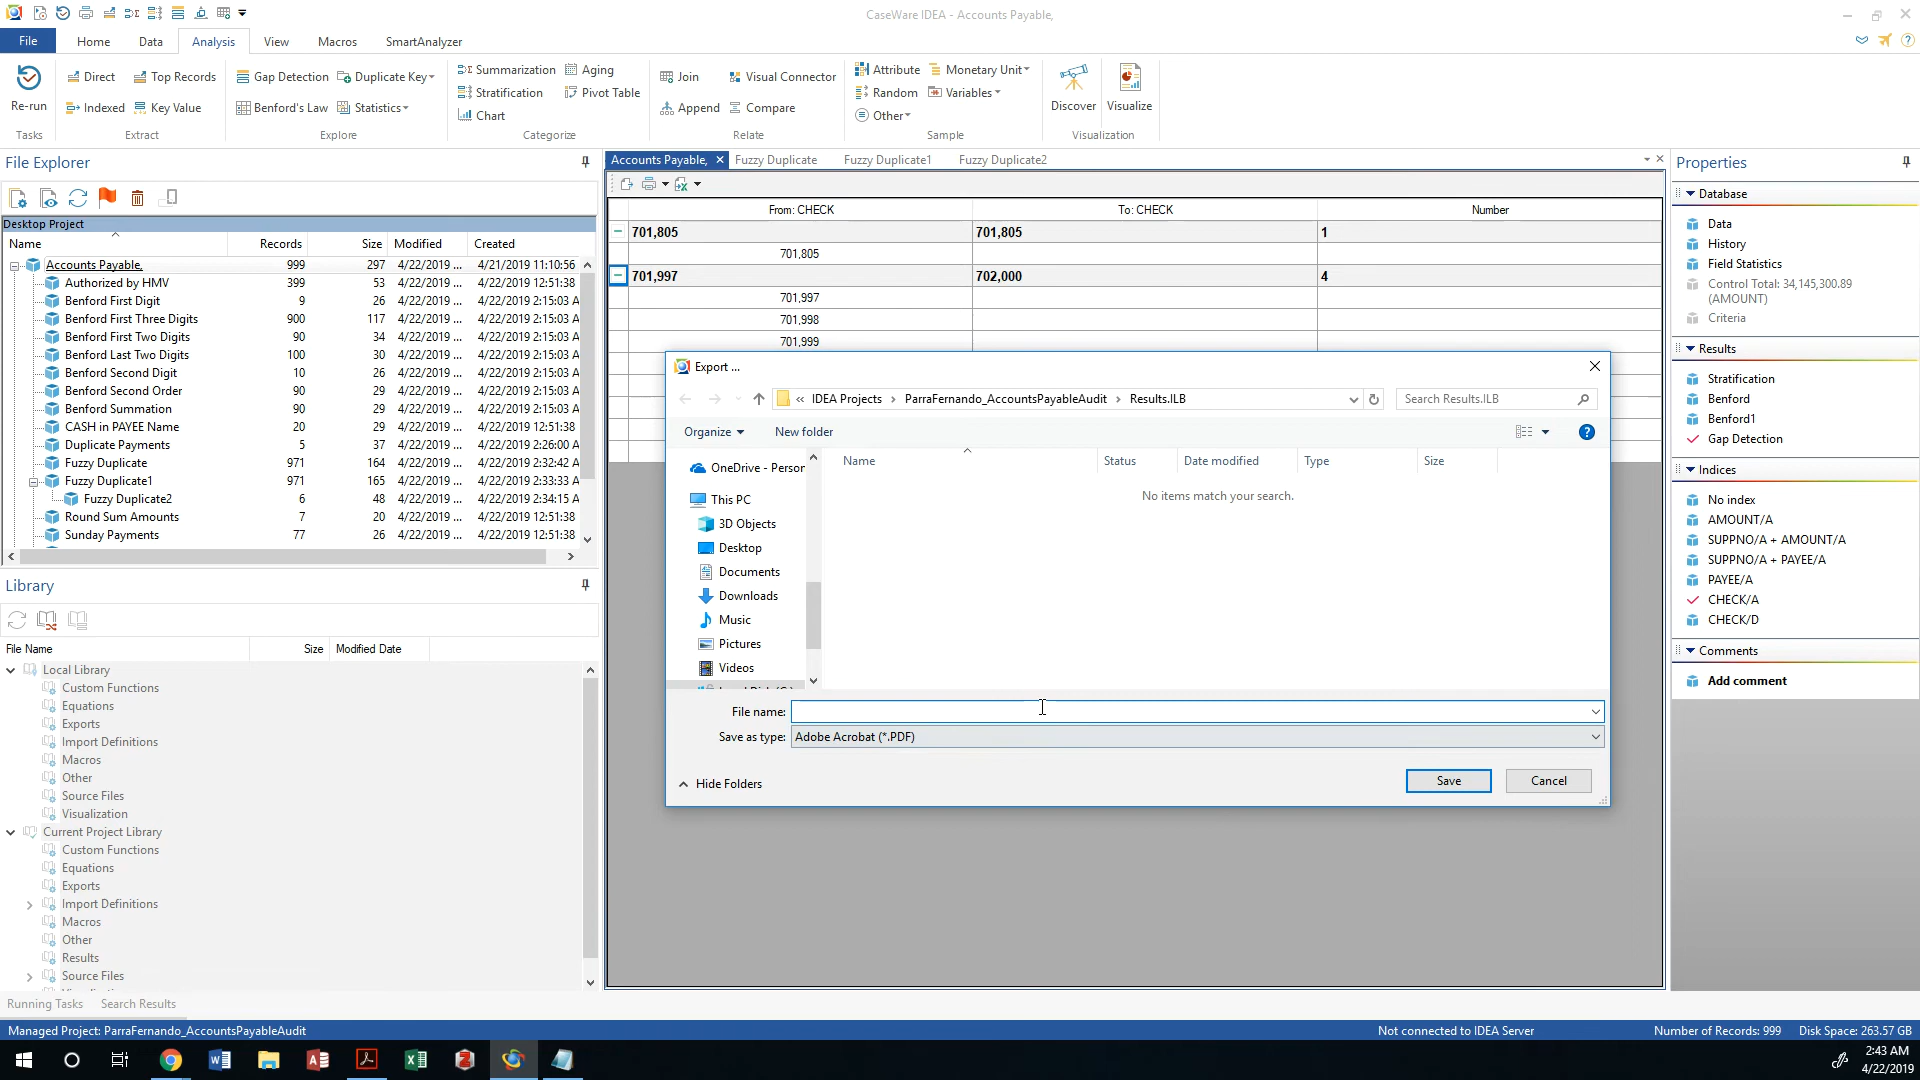 CaseWare IDEA - Accounts Payable,
File Home Data Analysis View Macros SmartAnalyzer
Re-run
Tasks
Direct Top Records
Indexed Key Value
Extract
Gap Detection Duplicate Key
Benford's Law Statistics
Explore
Summarization Aging
Stratification Pivot Table
Chart
Categorize
Join Visual Connector
Append Compare
Relate
Attribute Monetary Unit
Random Variables
Other
Sample
Discover Visualize
Visualization
File Explorer
Desktop Project
Name Records Size Modified Created
Accounts Payable, 999 297 4/22/2019 ... 4/21/2019 11:10:56
Authorized by HMV 399 53 4/22/2019 ... 4/22/2019 12:51:38
Benford First Digit 9 26 4/22/2019 ... 4/22/2019 2:15:03 A
Benford First Three Digits 900 117 4/22/2019 ... 4/22/2019 2:15:03 A
Benford First Two Digits 90 34 4/22/2019 ... 4/22/2019 2:15:03 A
Benford Last Two Digits 100 30 4/22/2019 ... 4/22/2019 2:15:03 A
Benford Second Digit 10 26 4/22/2019 ... 4/22/2019 2:15:03 A
Benford Second Order 90 29 4/22/2019 ... 4/22/2019 2:15:03 A
Benford Summation 90 29 4/22/2019 ... 4/22/2019 2:15:03 A
CASH in PAYEE Name 20 29 4/22/2019 ... 4/22/2019 12:51:38
Duplicate Payments 5 37 4/22/2019 ... 4/22/2019 2:26:00 A
Fuzzy Duplicate 971 164 4/22/2019 ... 4/22/2019 2:32:42 A
Fuzzy Duplicate1 971 165 4/22/2019 ... 4/22/2019 2:33:33 A
Fuzzy Duplicate2 6 48 4/22/2019 ... 4/22/2019 2:34:15 A
Round Sum Amounts 7 20 4/22/2019 ... 4/22/2019 12:51:38
Sunday Payments 77 26 4/22/2019 ... 4/22/2019 12:51:38
Library
File Name Size Modified Date
Local Library
Custom Functions
Equations
Exports
Import Definitions
Macros
Other
Source Files
Visualization
Current Project Library
Custom Functions
Equations
Exports
Import Definitions
Macros
Other
Results
Source Files
Running Tasks Search Results
Accounts Payable, Fuzzy Duplicate Fuzzy Duplicate1 Fuzzy Duplicate2
From: CHECK To: CHECK Number
701,805 701,805 1
701,805
701,997 702,000 4
701,997
701,998
701,999
Export ...
« IDEA Projects ParraFernando_AccountsPayableAudit Results.ILB
Search Results.ILB
Organize New folder
OneDrive - Person
This PC
3D Objects
Desktop
Documents
Downloads
Music
Pictures
Videos
Name Status Date modified Type Size
No items match your search.
File name:
Save as type: Adobe Acrobat (*.PDF)
Hide Folders Save Cancel
Properties
Database
Data
History
Field Statistics
Control Total: 34,145,300.89
(AMOUNT)
Criteria
Results
Stratification
Benford
Benford1
Gap Detection
Indices
No index
AMOUNT/A
SUPPNO/A + AMOUNT/A
SUPPNO/A + PAYEE/A
PAYEE/A
CHECK/A
CHECK/D
Comments
Add comment
Managed Project: ParraFernando_AccountsPayableAudit Not connected to IDEA Server Number of Records: 999 Disk Space: 263.57 GB
2:43 AM
4/22/2019